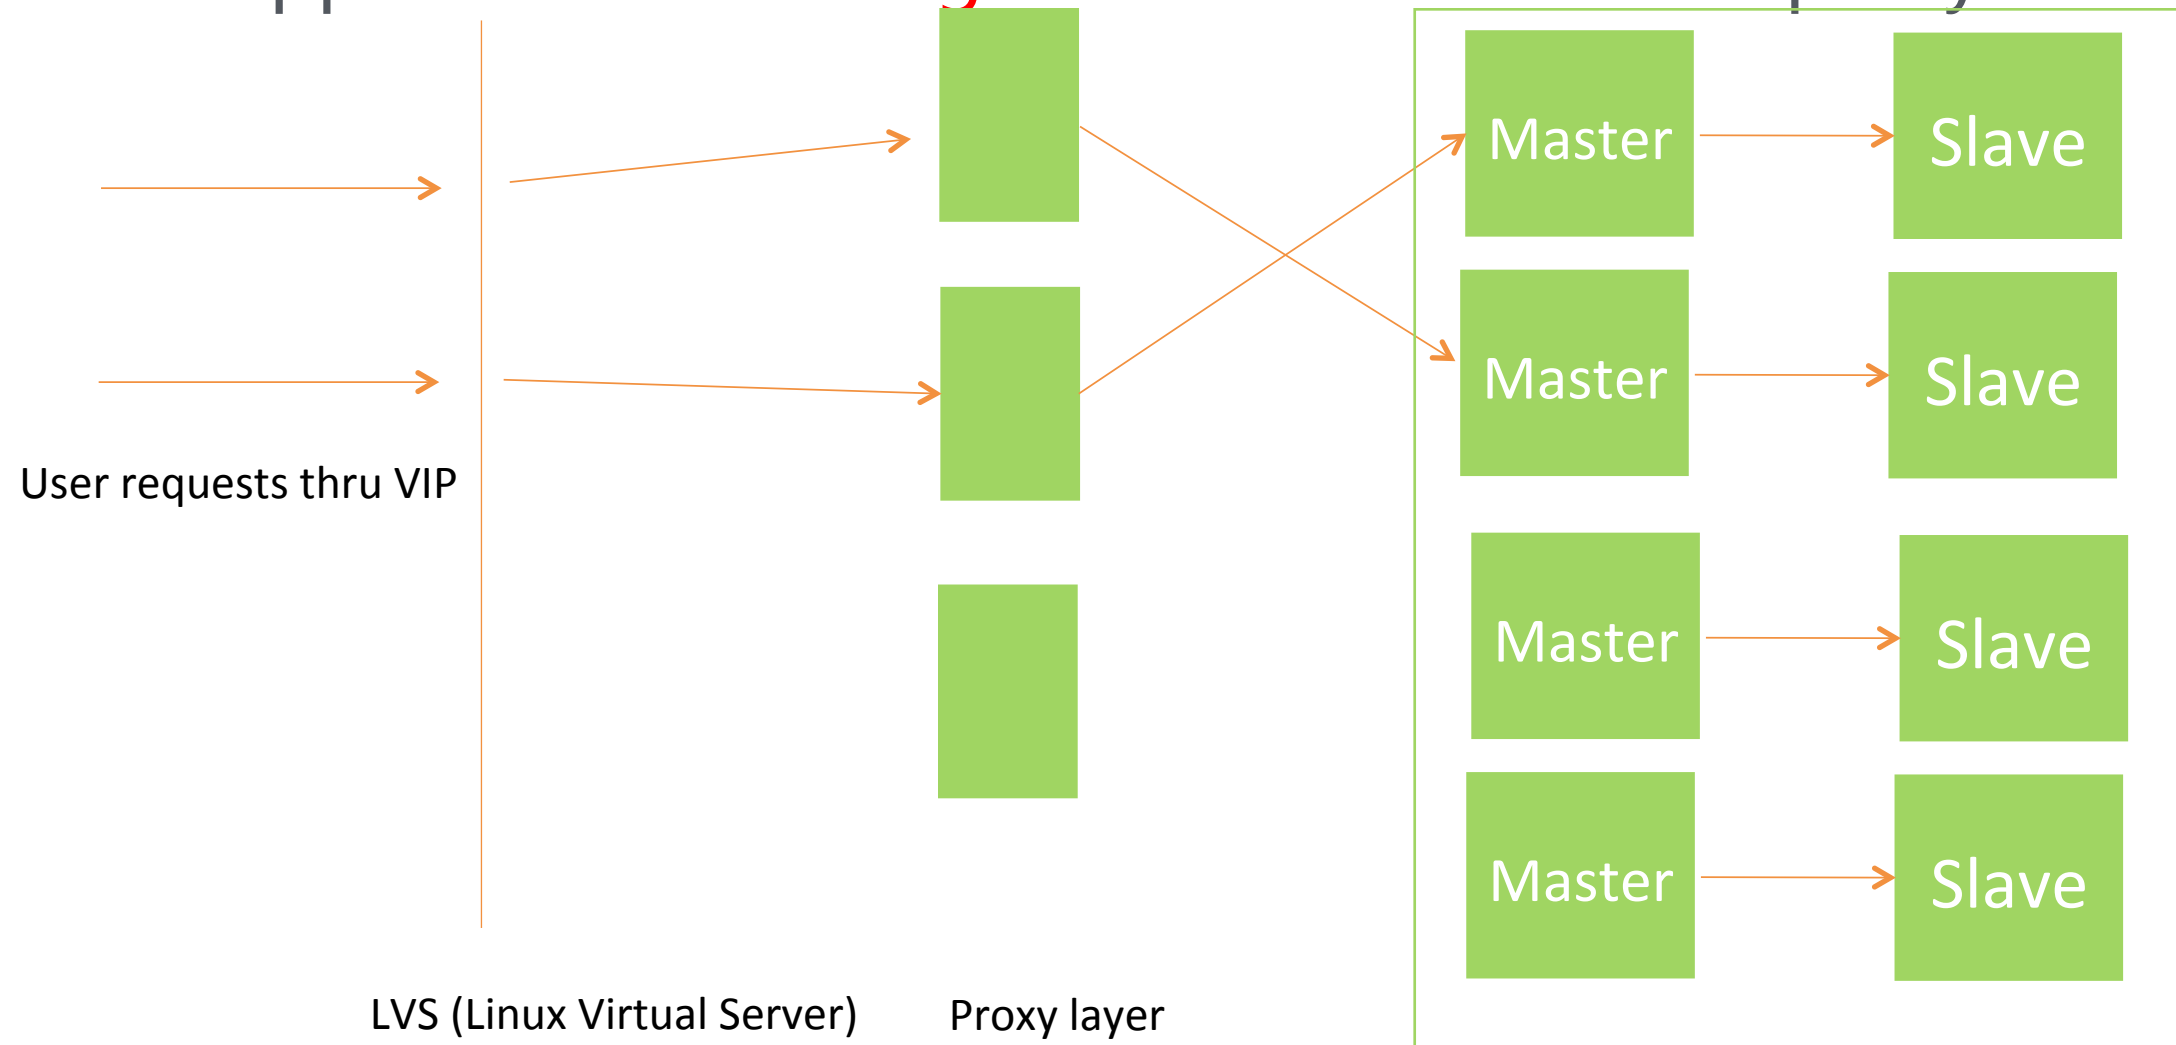 Master
Slave
Master
Slave
User requests thru VIP
Master
Slave
Master
Slave
LVS (Linux Virtual Server)
Proxy layer